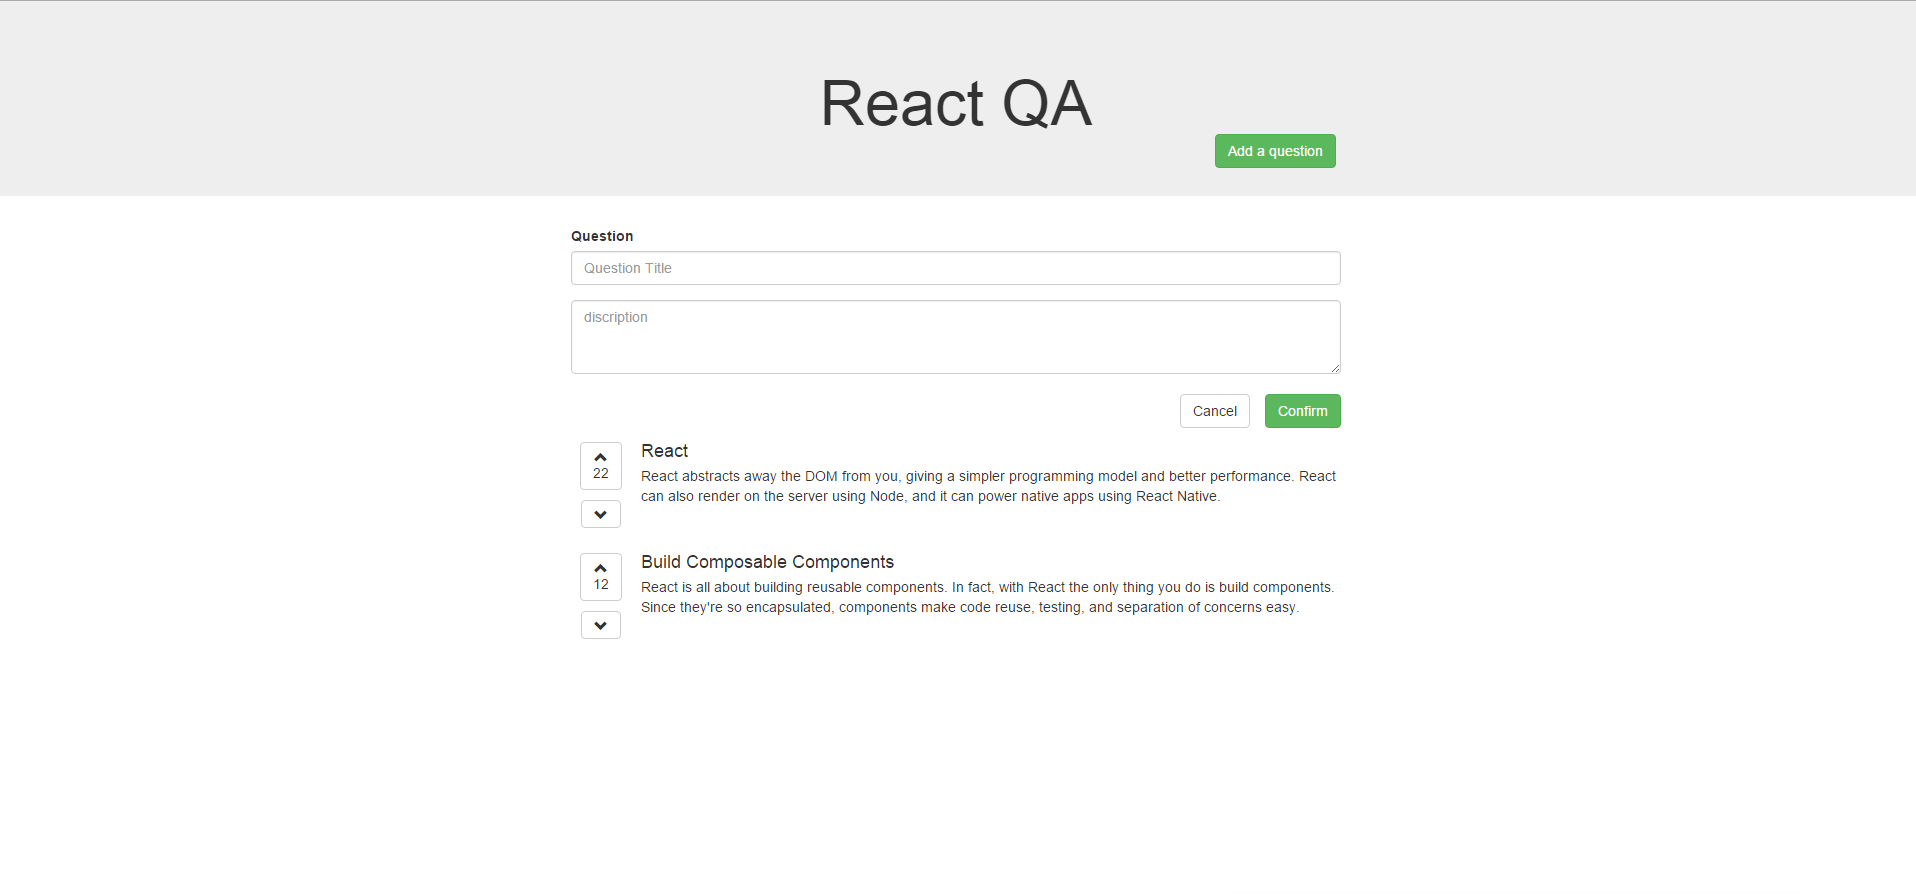 React QA
Add a question
Question
Question Title
discription
Cancel
Confirm
22
React
React abstracts away the DOM from you, giving a simpler programming model and better performance. React
can also render on the server using Node, and it can power native apps using React Native.
12
Build Composable Components
React is all about building reusable components. In fact, with React the only thing you do is build components.
Since they're so encapsulated, components make code reuse, testing, and separation of concerns easy.